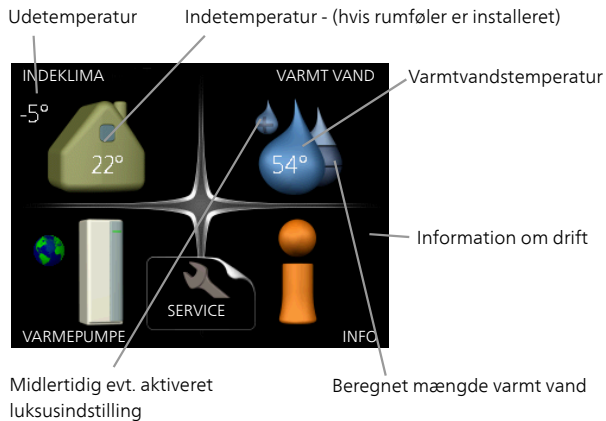 Udetemperatur
Indetemperatur - (hvis rumføler er installeret)
INDEKLIMA
VARMT VAND
Varmtvandstemperatur
-5°
22°
54°
Information om drift
SERVICE
VARMEPUMPE
INFO
Midlertidig evt. aktiveret
luksusindstilling
Beregnet mængde varmt vand